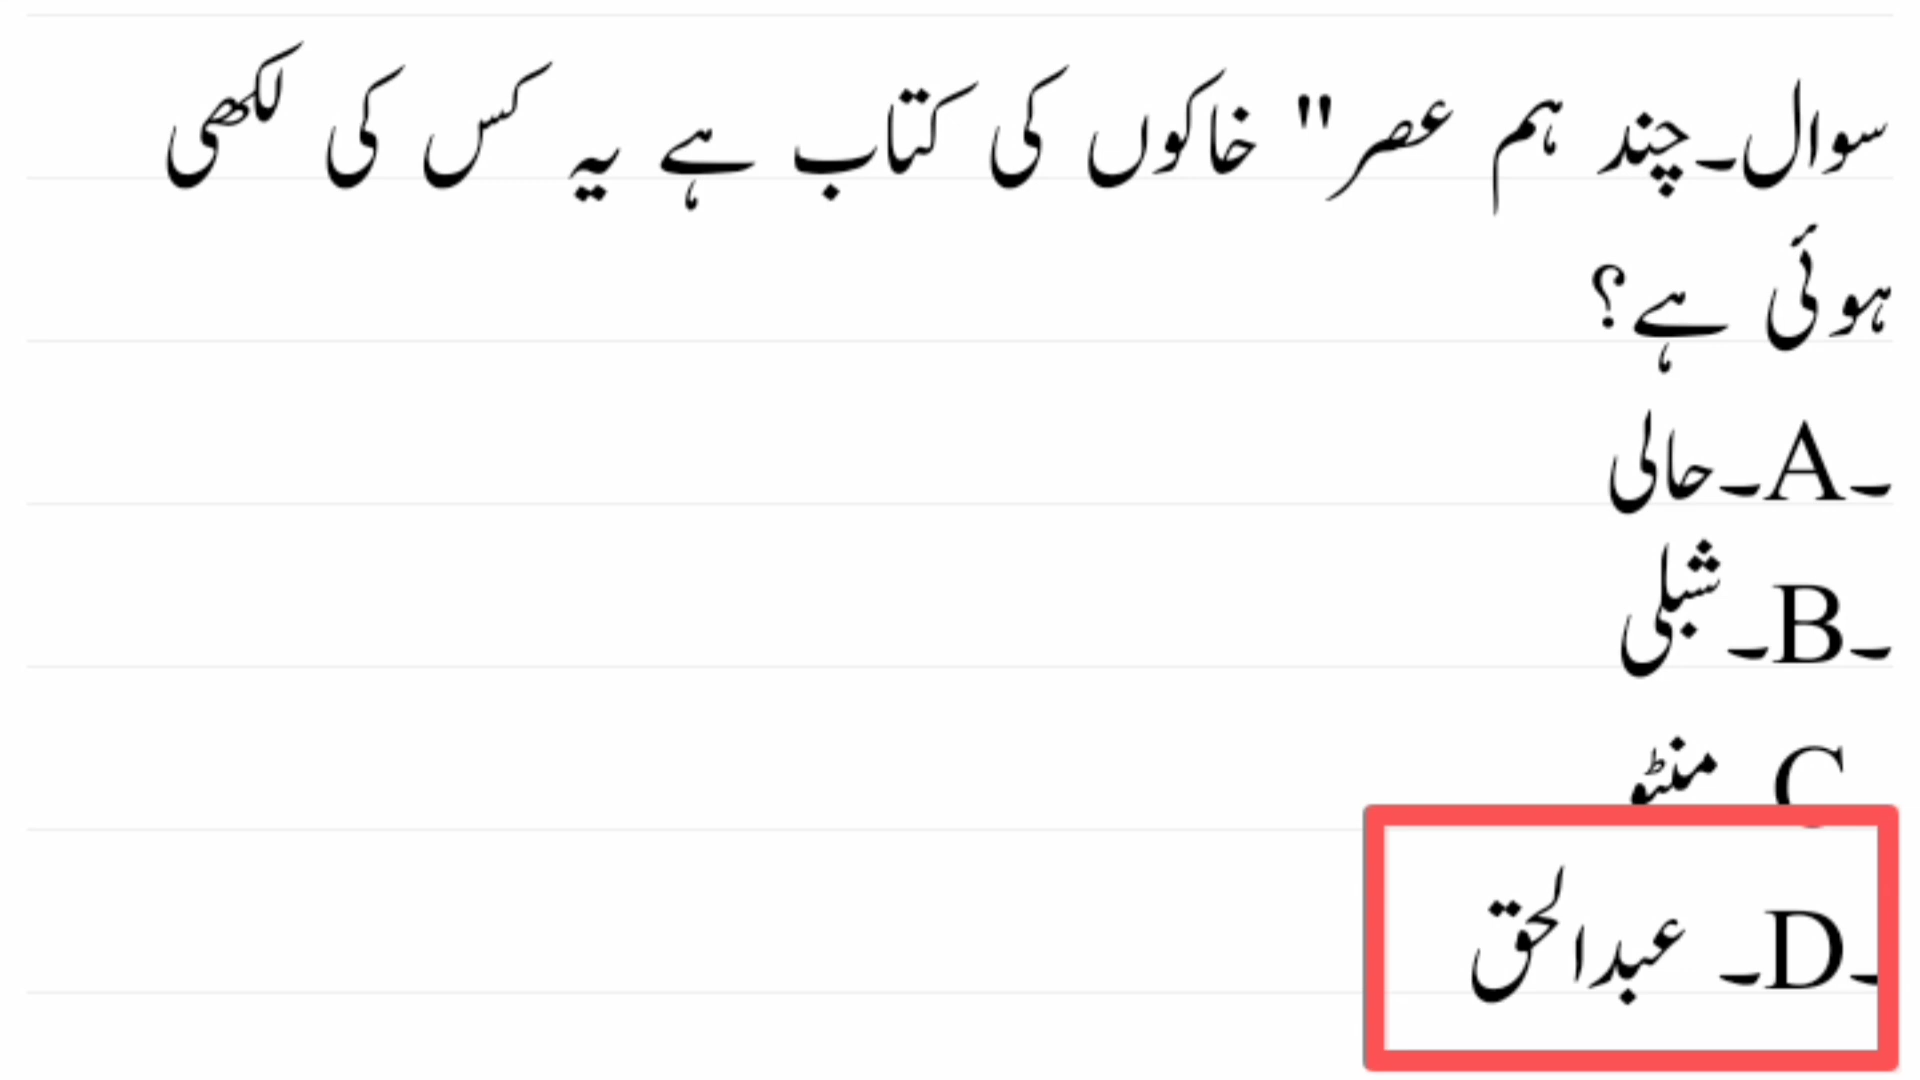 سوال۔چند ہم عصر" خاکوں کی کتاب ہے یہ کس کی لکھی
ہوئی ہے؟
۔A۔حالی
۔B۔ شبلی
C منٹو
۔D۔ عبدالحق